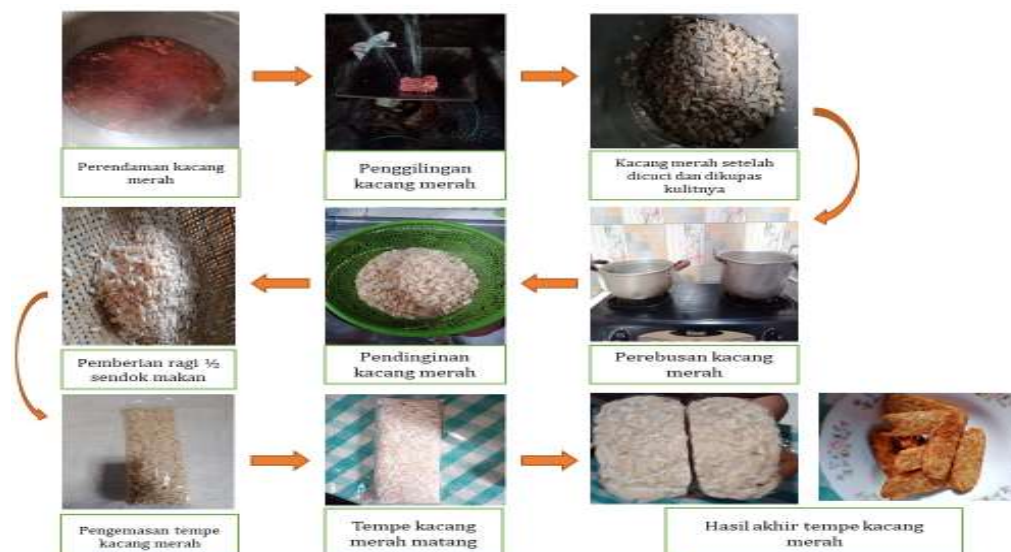 Perendaman kacang
merah
Penggilingan
kacang merah
Kacang merah setelah
dicuci dan dikupas
kulitnya
Perebusan kacang
merah
Pendinginan
kacang merah
Pemberian ragi ½
sendok makan
Pengemasan tempe
kacang merah
Tempe kacang
merah matang
Hasil akhir tempe kacang
merah